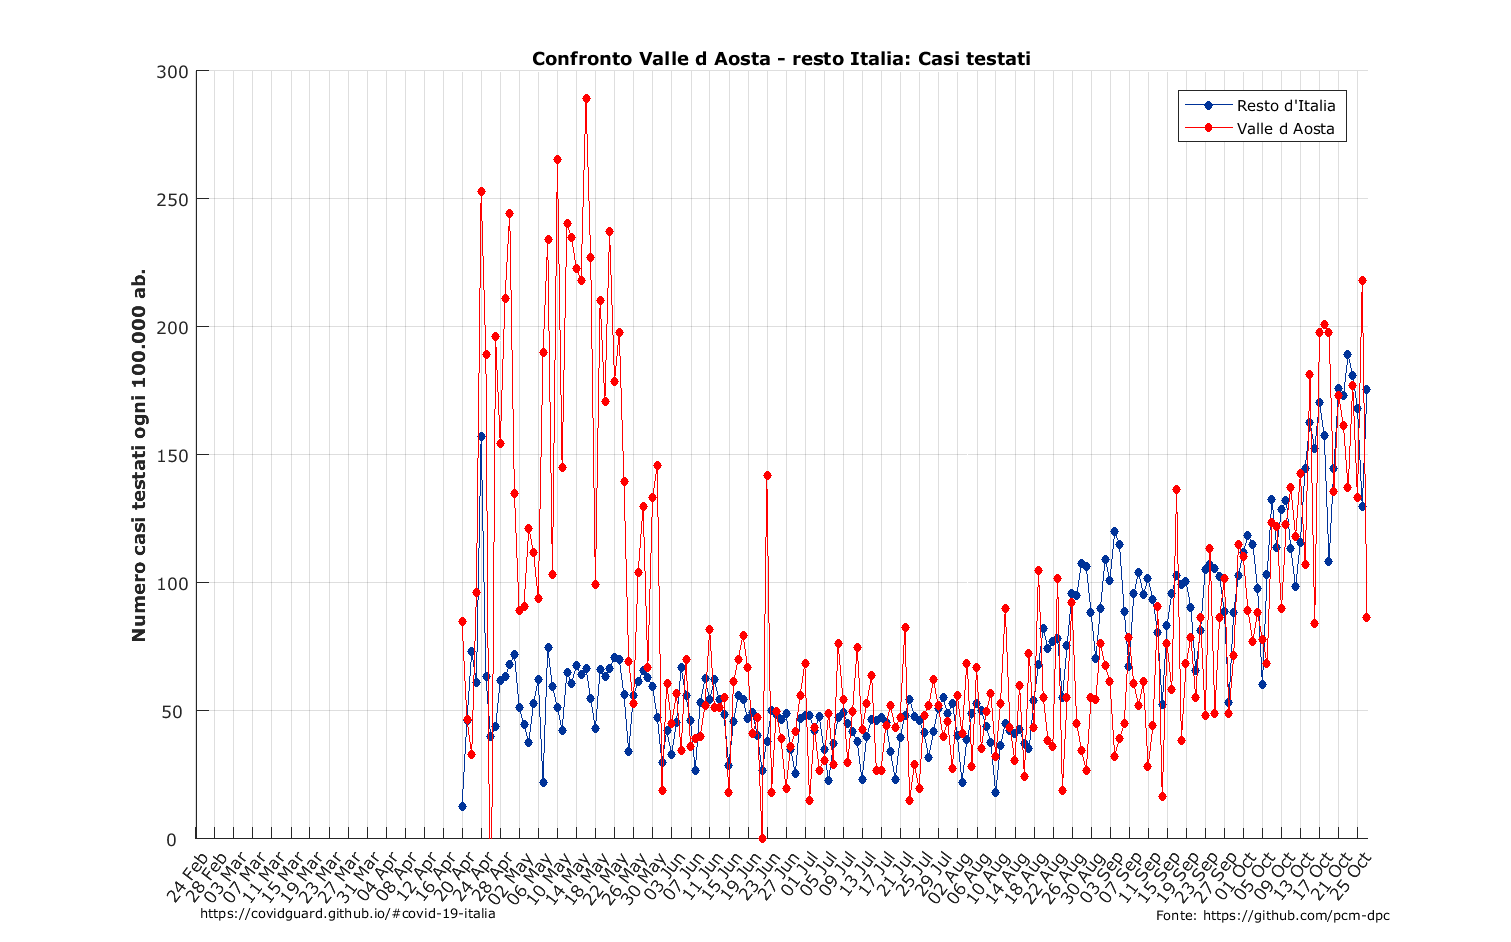 Confronto Valle d Aosta - resto Italia: Casi testati
Resto d'Italia
Valle d Aosta
Numero casi testati ogni 100.000 ab.
300
250
200
150
100
50
0
24 Feb
28 Feb
03 Mar
07 Mar
11 Mar
15 Mar
19 Mar
23 Mar
27 Mar
31 Mar
04 Apr
08 Apr
12 Apr
16 Apr
20 Apr
24 Apr
28 Apr
02 May
06 May
10 May
14 May
18 May
22 May
26 May
30 May
03 Jun
07 Jun
11 Jun
15 Jun
19 Jun
23 Jun
27 Jun
01 Jul
05 Jul
09 Jul
13 Jul
17 Jul
21 Jul
25 Jul
29 Jul
02 Aug
06 Aug
10 Aug
14 Aug
18 Aug
22 Aug
26 Aug
30 Aug
03 Sep
07 Sep
11 Sep
15 Sep
19 Sep
23 Sep
27 Sep
01 Oct
05 Oct
09 Oct
13 Oct
17 Oct
21 Oct
25 Oct
https://covidguard.github.io/#covid-19-italia
Fonte: https://github.com/pcm-dpc